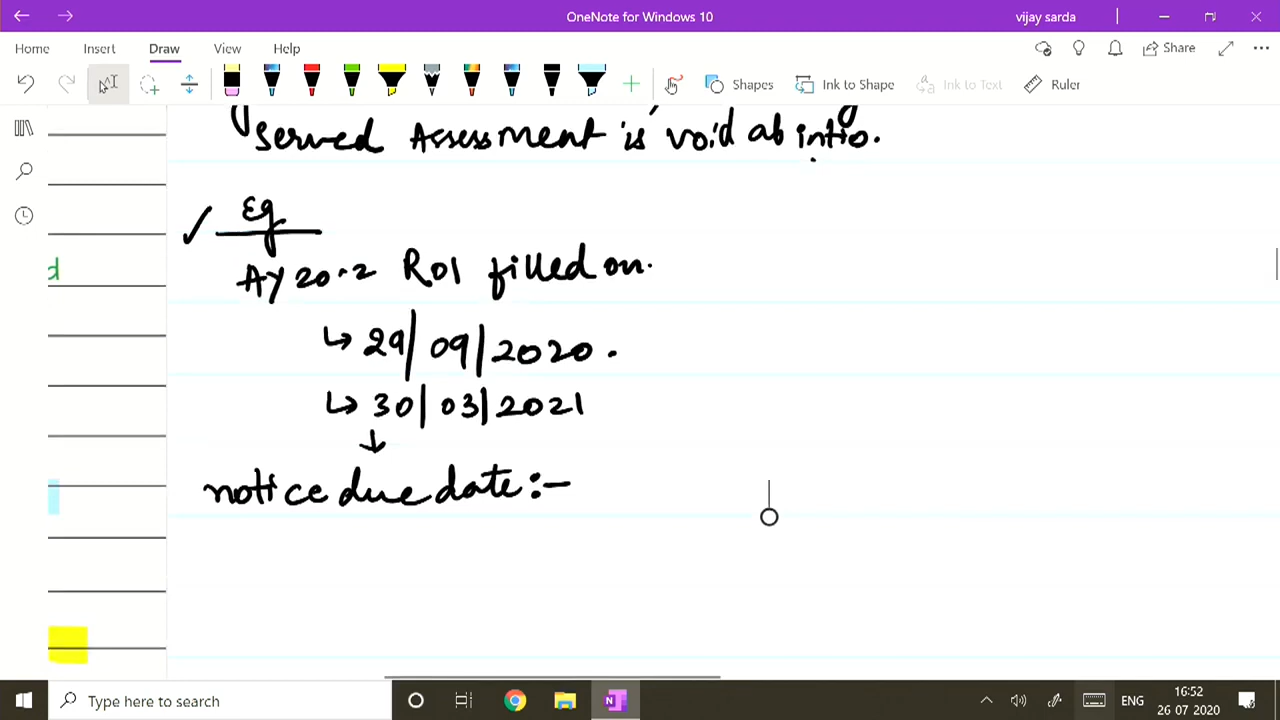 OneNote for Windows 10
vijay sarda
Home Insert Draw View Help
Share
Shapes
Ink to Shape
Ink to Text
Ruler
Served Assessment is void ab intio.
Eg
AY 20-2 ROI filled on.
↳ 29/09/2020.
↳ 30/03/2021
↓
notice due date:-
d
Type here to search
ENG
16:52
26-07-2020